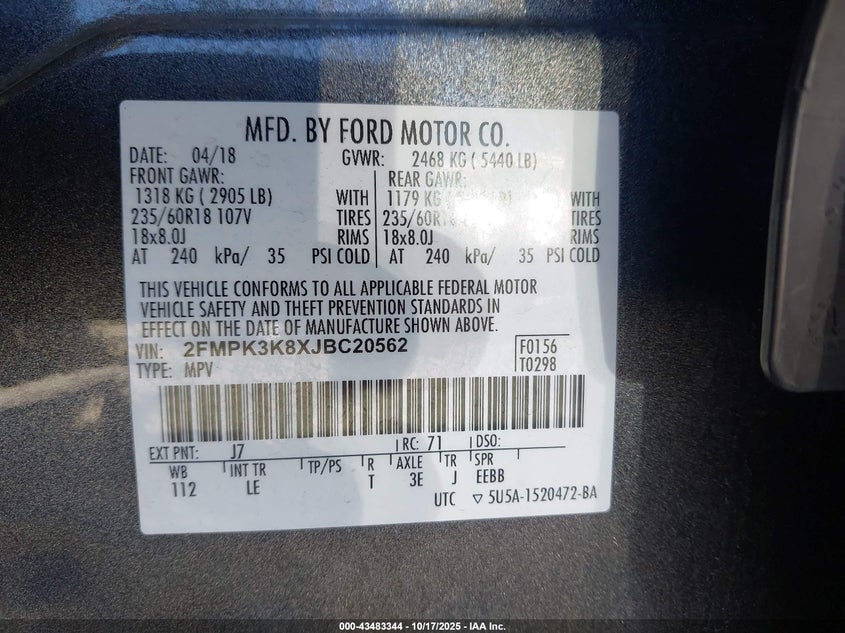 MFD. BY FORD MOTOR CO.
DATE: 04/18 GVWR: 2468 KG ( 5440 LB)
FRONT GAWR: REAR GAWR:
1318 KG ( 2905 LB) WITH 1179 KG WITH
235/60R18 107V TIRES 235/60R18 TIRES
18x8.0J RIMS 18x8.0J RIMS
AT 240 kPa/ 35 PSI COLD AT 240 kPa/ 35 PSI COLD
THIS VEHICLE CONFORMS TO ALL APPLICABLE FEDERAL MOTOR
VEHICLE SAFETY AND THEFT PREVENTION STANDARDS IN
EFFECT ON THE DATE OF MANUFACTURE SHOWN ABOVE.
VIN: 2FMPK3K8XJBC20562 F0156
TYPE: MPV T0298
EXT PNT: J7 RC: 71 DSO:
WB INT TR TP/PS R AXLE TR SPR
112 LE T 3E J EEBB
UTC ▽ 5U5A-1520472-BA
000-43483344 - 10/17/2025 - IAA Inc.